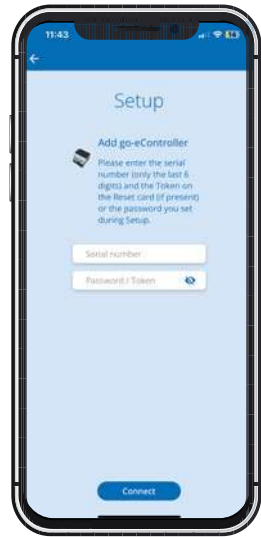 11:43
Setup
Add go-eController
Please enter the serial
number (only the last 6
digits) and the Token on
the Reset card (if present)
or the password you set
during Setup.
Serial number
Password / Token
Connect